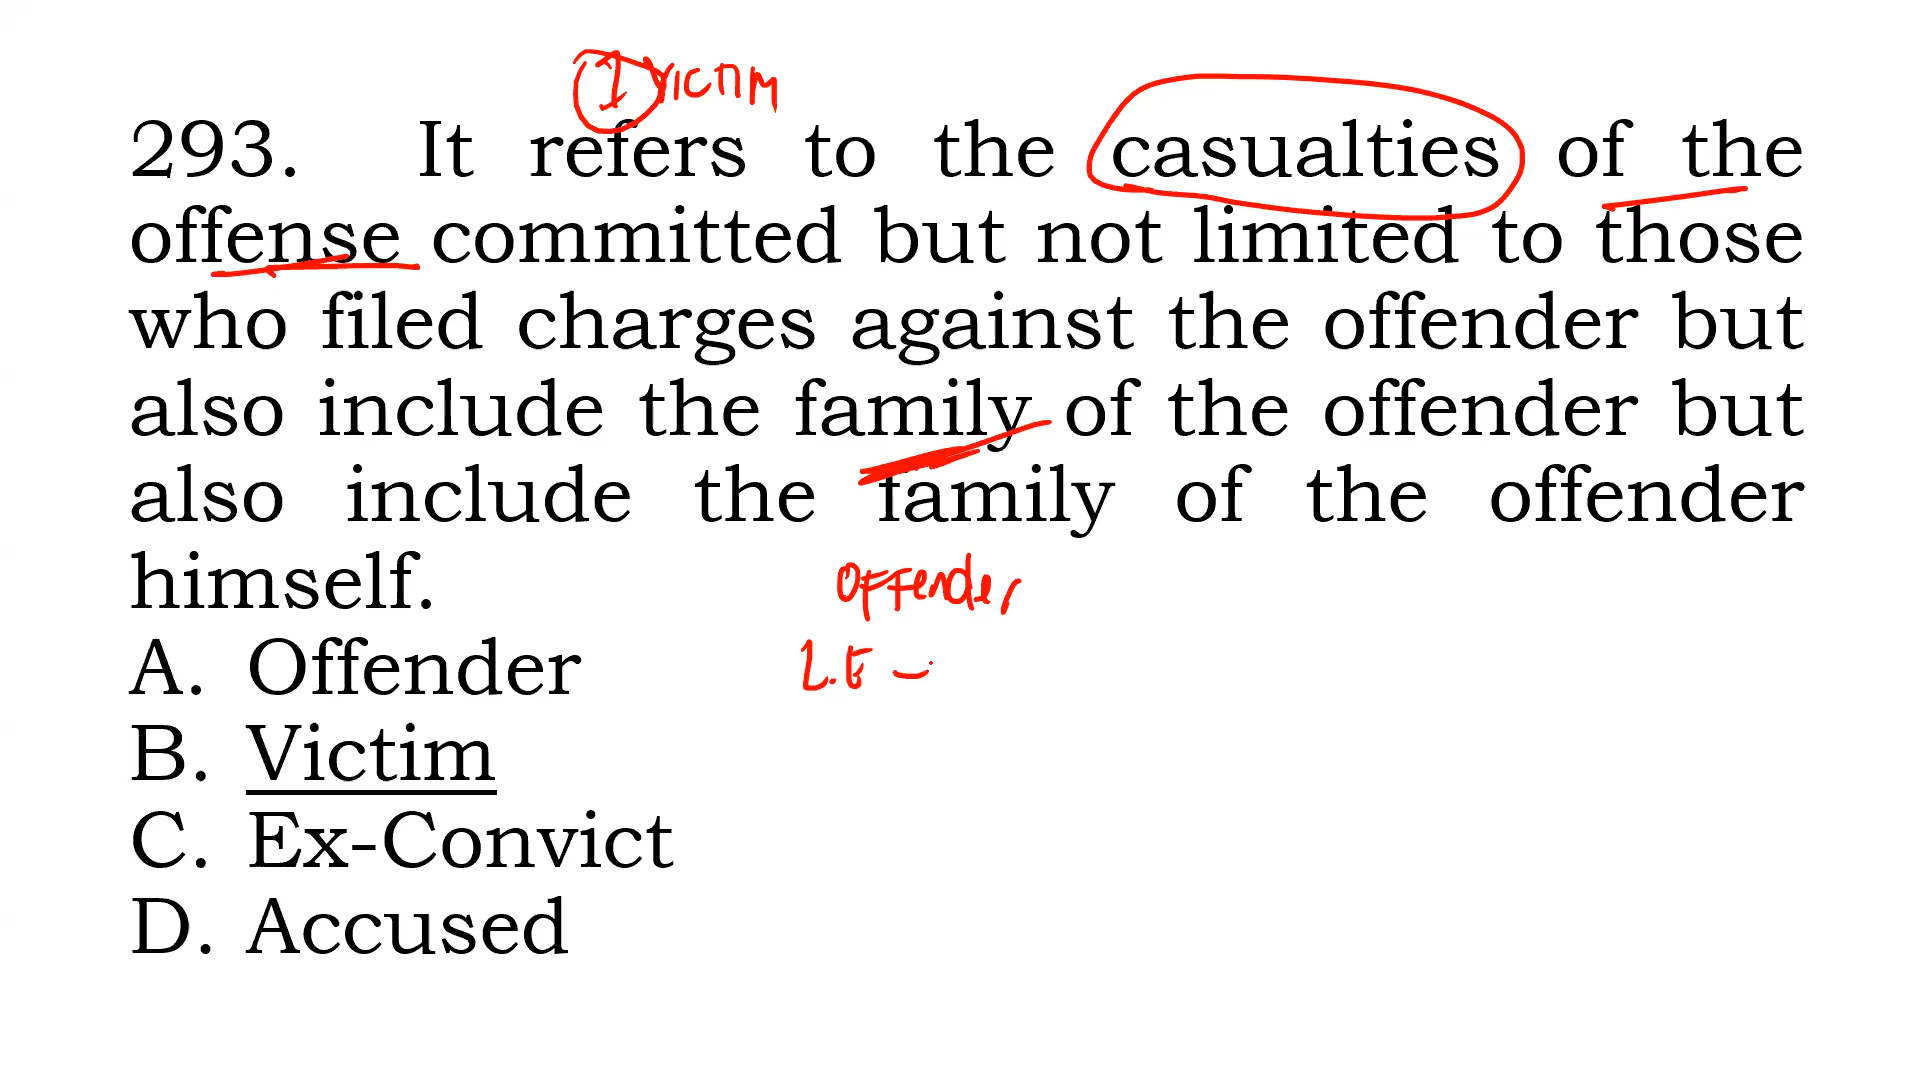 I VICTIM
293. It refers to the casualties of the
offense committed but not limited to those
who filed charges against the offender but
also include the family of the offender but
also include the family of the offender
himself.
offender
A. Offender
L.E -
B. Victim
C. Ex-Convict
D. Accused